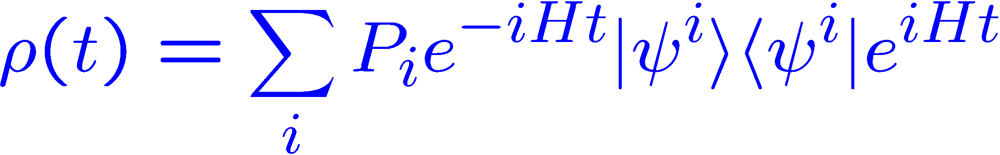 ρ(t) = ∑_i P_i e^{-iHt} |ψ^i⟩⟨ψ^i| e^{iHt}